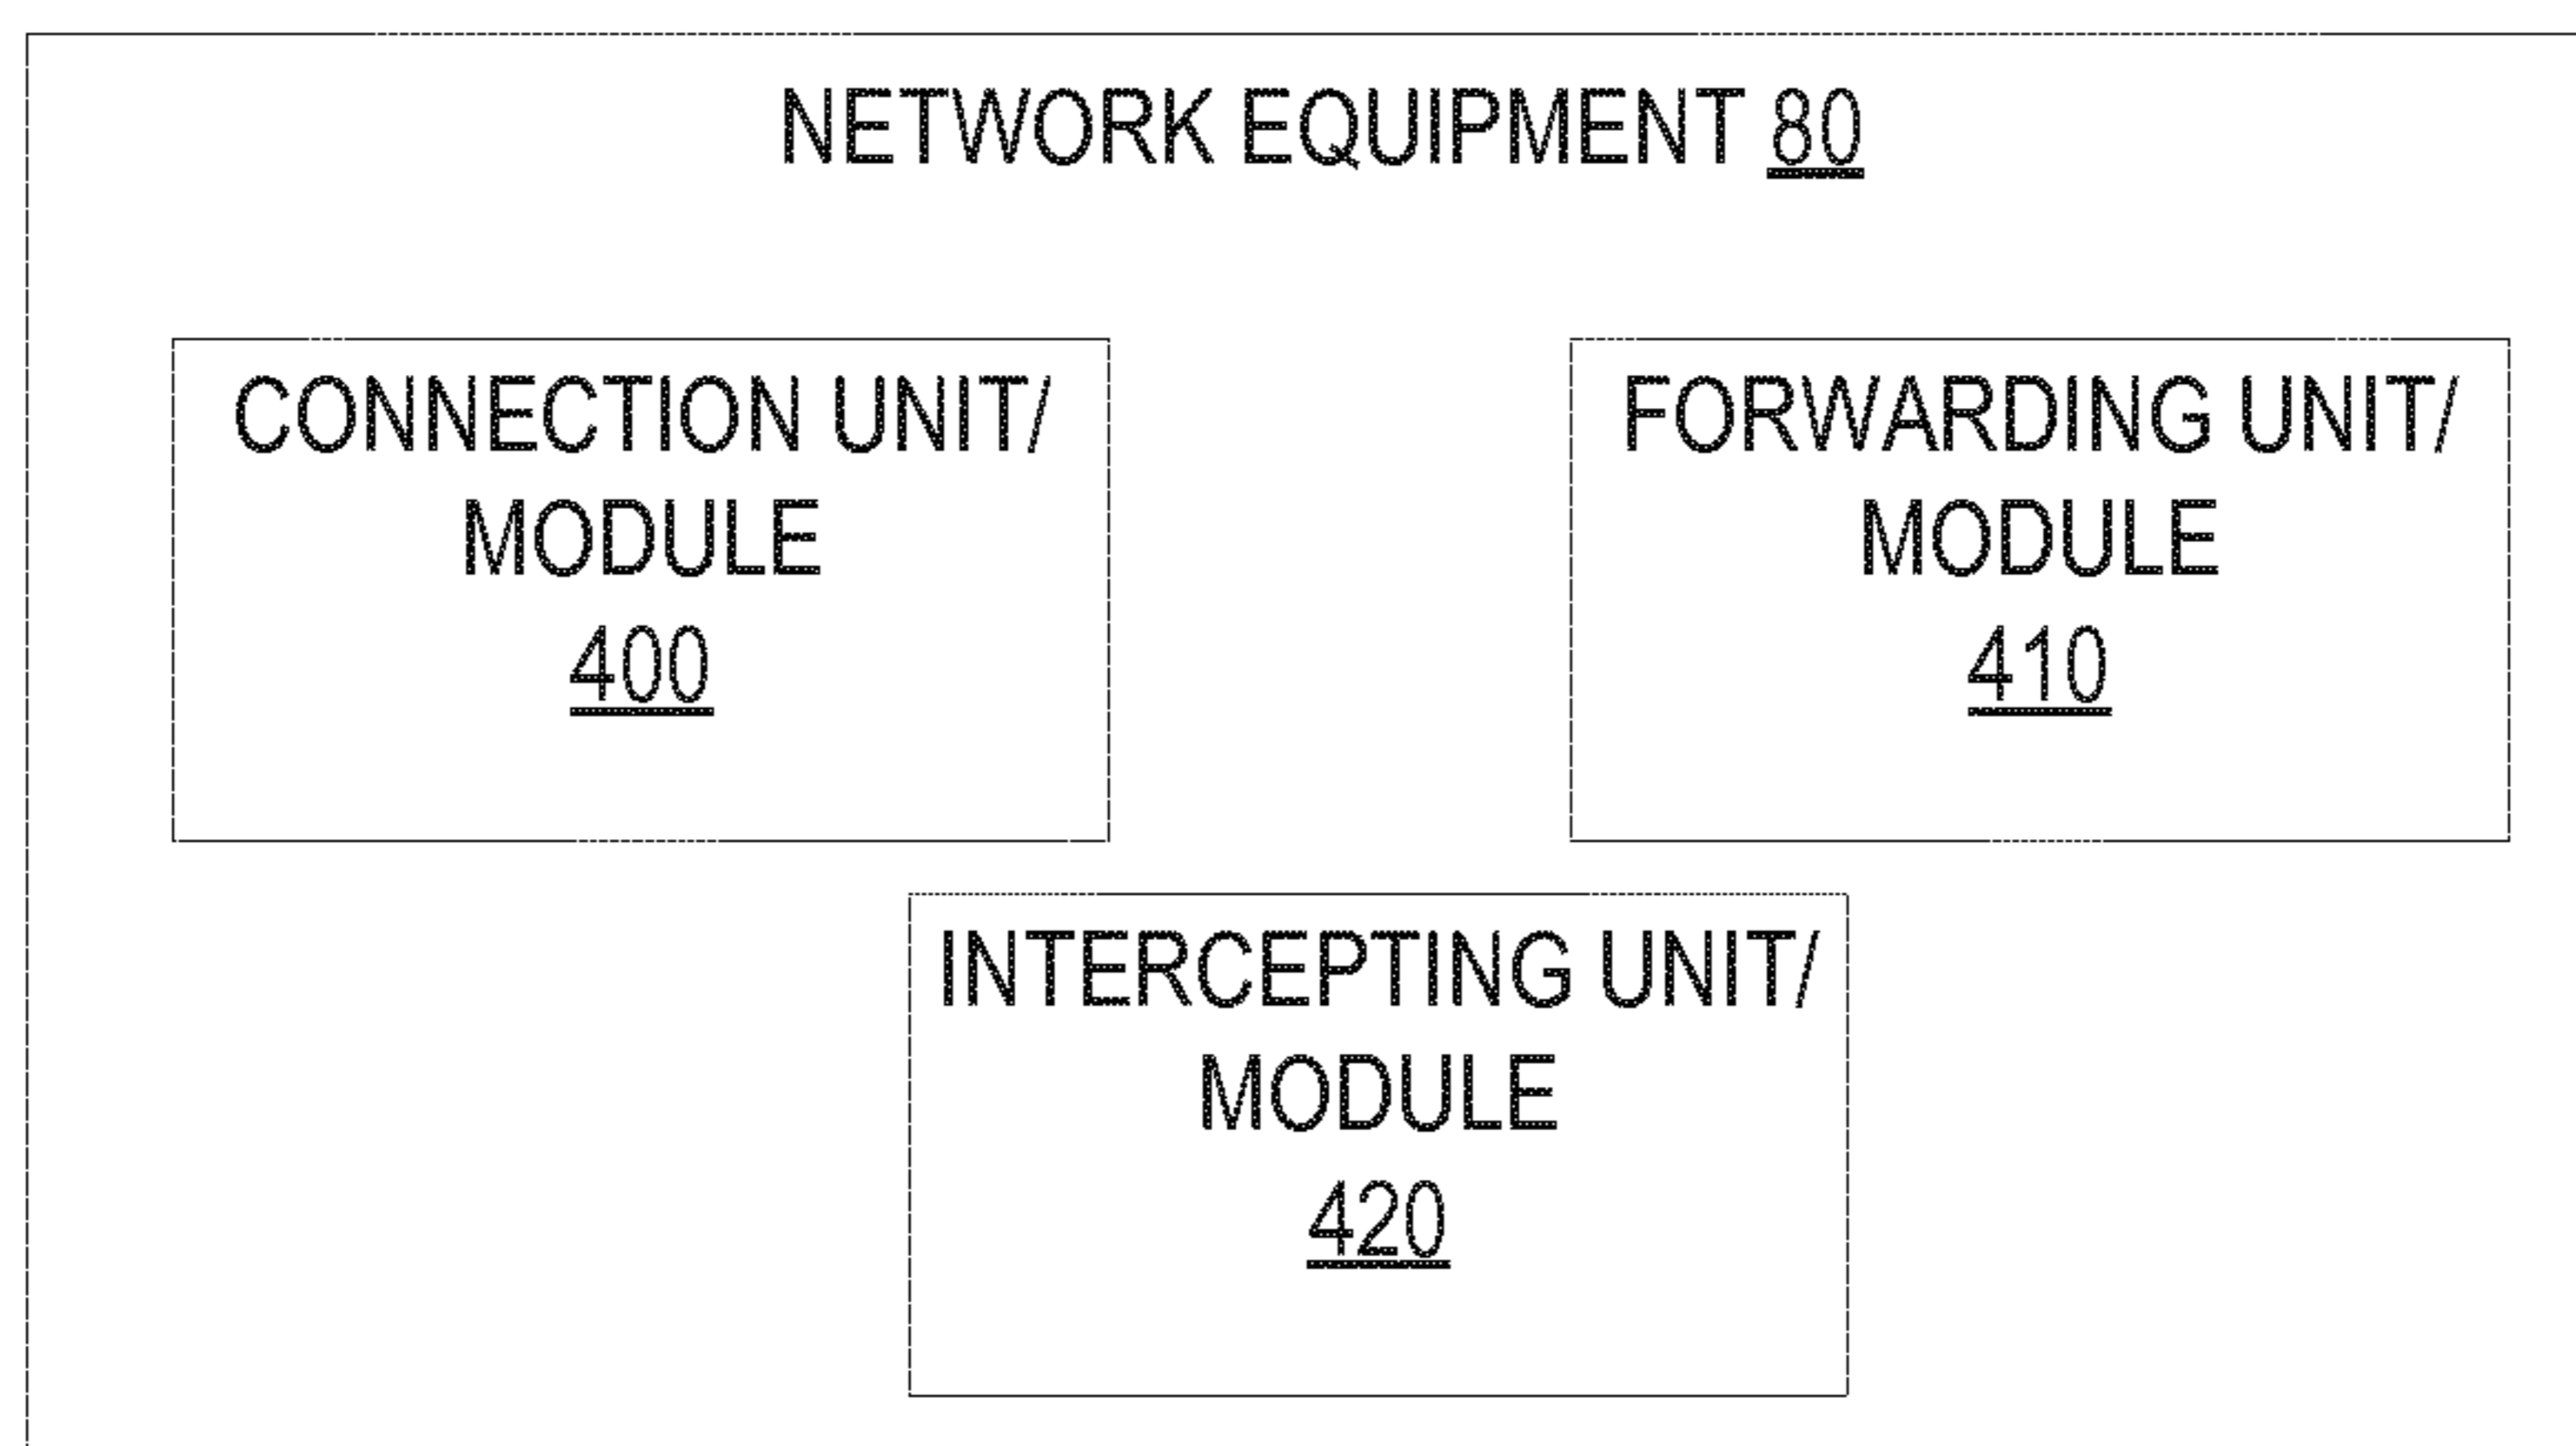 NETWORK EQUIPMENT 80
CONNECTION UNIT/
MODULE
400
FORWARDING UNIT/
MODULE
410
INTERCEPTING UNIT/
MODULE
420